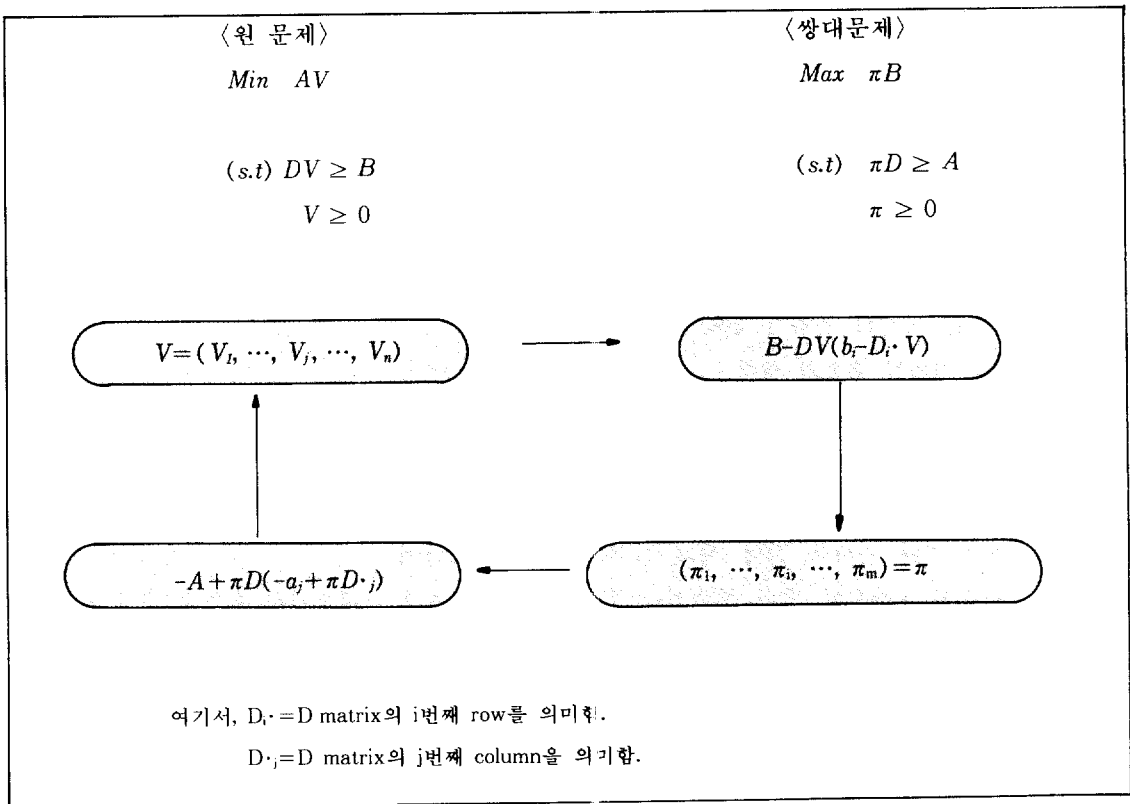 〈원 문제〉 〈쌍대문제〉
Min AV Max πB
(s.t) DV ≥ B (s.t) πD ≥ A
V ≥ 0 π ≥ 0
V=( V₁, ⋯, Vⱼ, ⋯, Vₙ) B-DV(bᵢ-Dᵢ· V)
-A+πD(-aⱼ+πD·ⱼ) (π₁, ⋯, πᵢ, ⋯, πₘ)=π
여기서, Dᵢ·=D matrix의 i번째 row를 의미함.
D·ⱼ=D matrix의 j번째 column을 의미함.